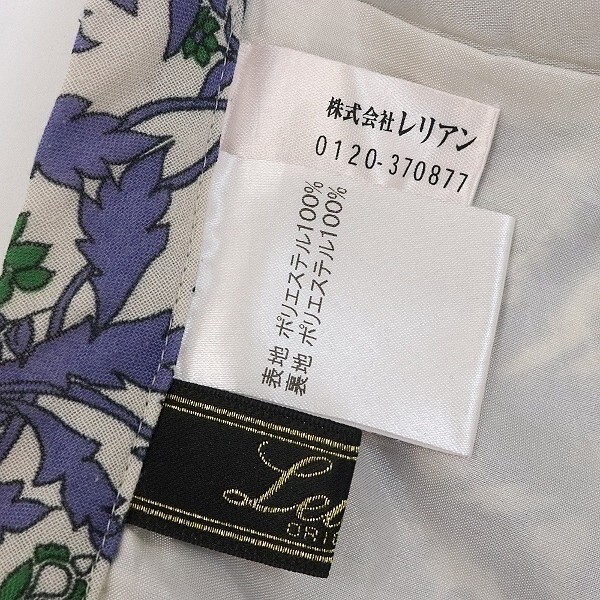 株式会社レリアン
0120-370877
表地 ポリエステル100%
裏地 ポリエステル100%